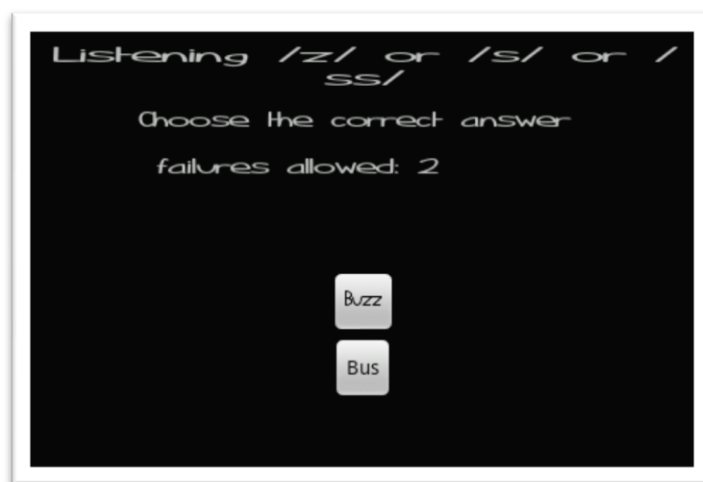 Listening /z/ or /s/ or /
ss/
Choose the correct answer
failures allowed: 2
Buzz
Bus